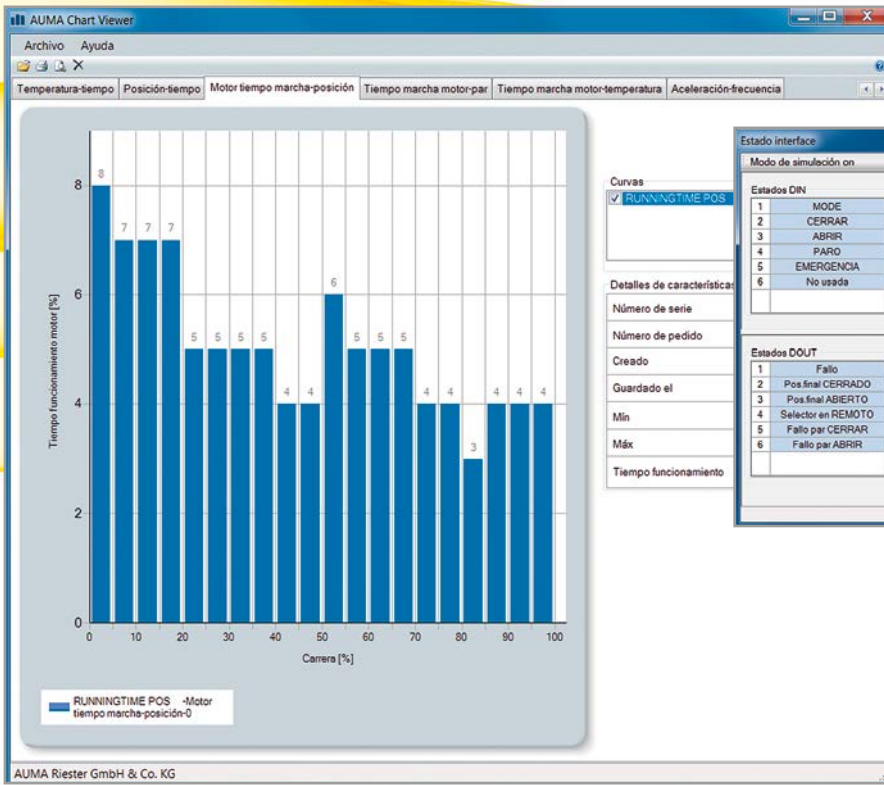 AUMA Chart Viewer
Archivo Ayuda
Temperatura-tiempo Posición-tiempo Motor tiempo marcha-posición Tiempo marcha motor-par Tiempo marcha motor-temperatura Aceleración-frecuencia
8
6
4
2
0
Tiempo funcionamiento motor [%]
8 7 7 7 5 5 5 5 4 4 6 5 5 5 4 4 3 4 4 4
0 10 20 30 40 50 60 70 80 90 100
Carrera [%]
RUNNINGTIME POS -Motor
tiempo marcha-posición-0
Curvas
RUNNINGTIME POS
Detalles de características
Número de serie
Número de pedido
Creado
Guardado el
Mín
Máx
Tiempo funcionamiento
Estado interface
Modo de simulación on
Estados DIN
1 MODE
2 CERRAR
3 ABRIR
4 PARO
5 EMERGENCIA
6 No usada
Estados DOUT
1 Fallo
2 Pos.final CERRADO
3 Pos.final ABIERTO
4 Selector en REMOTO
5 Fallo par CERRAR
6 Fallo par ABRIR
AUMA Riester GmbH & Co. KG